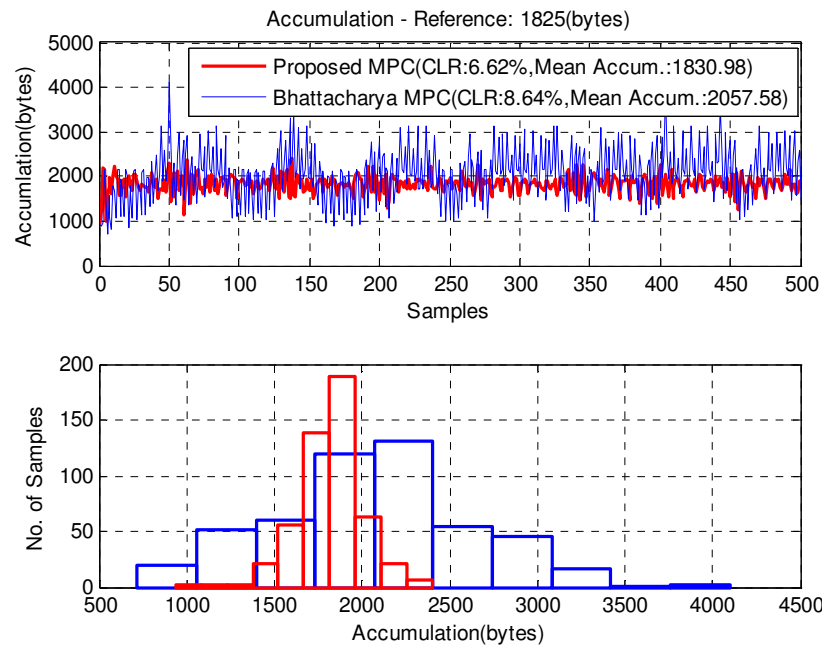 Accumulation - Reference: 1825(bytes)
5000
4000
3000
2000
1000
0
Accumlation(bytes)
Proposed MPC(CLR:6.62%,Mean Accum.:1830.98)
Bhattacharya MPC(CLR:8.64%,Mean Accum.:2057.58)
0 50 100 150 200 250 300 350 400 450 500
Samples
200
150
100
50
0
No. of Samples
500 1000 1500 2000 2500 3000 3500 4000 4500
Accumulation(bytes)